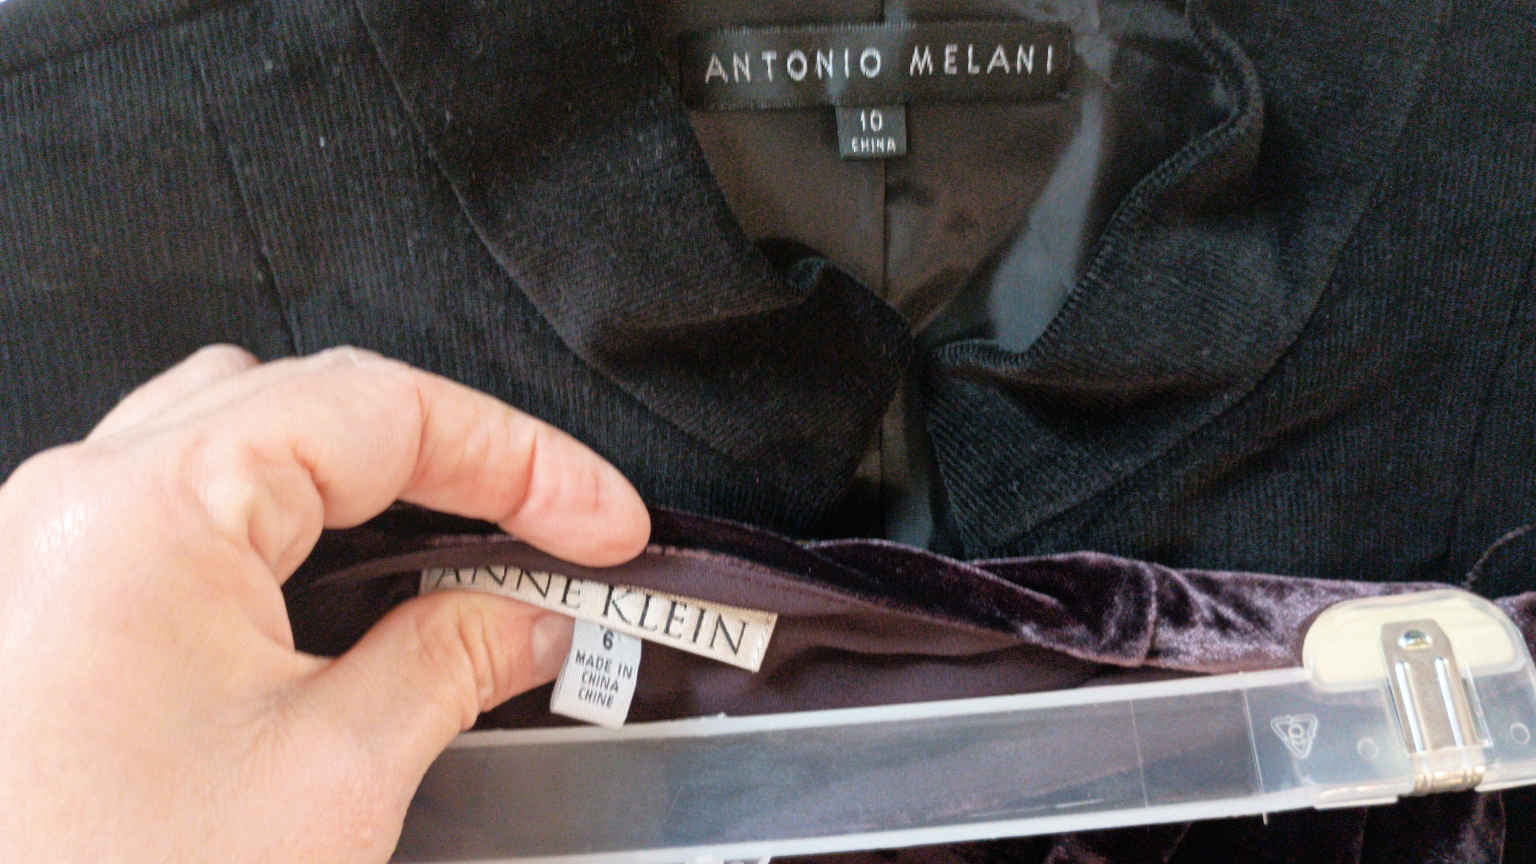 ANTONIO MELANI
10
CHINA
ANNE KLEIN
6
MADE IN
CHINA
CHINE